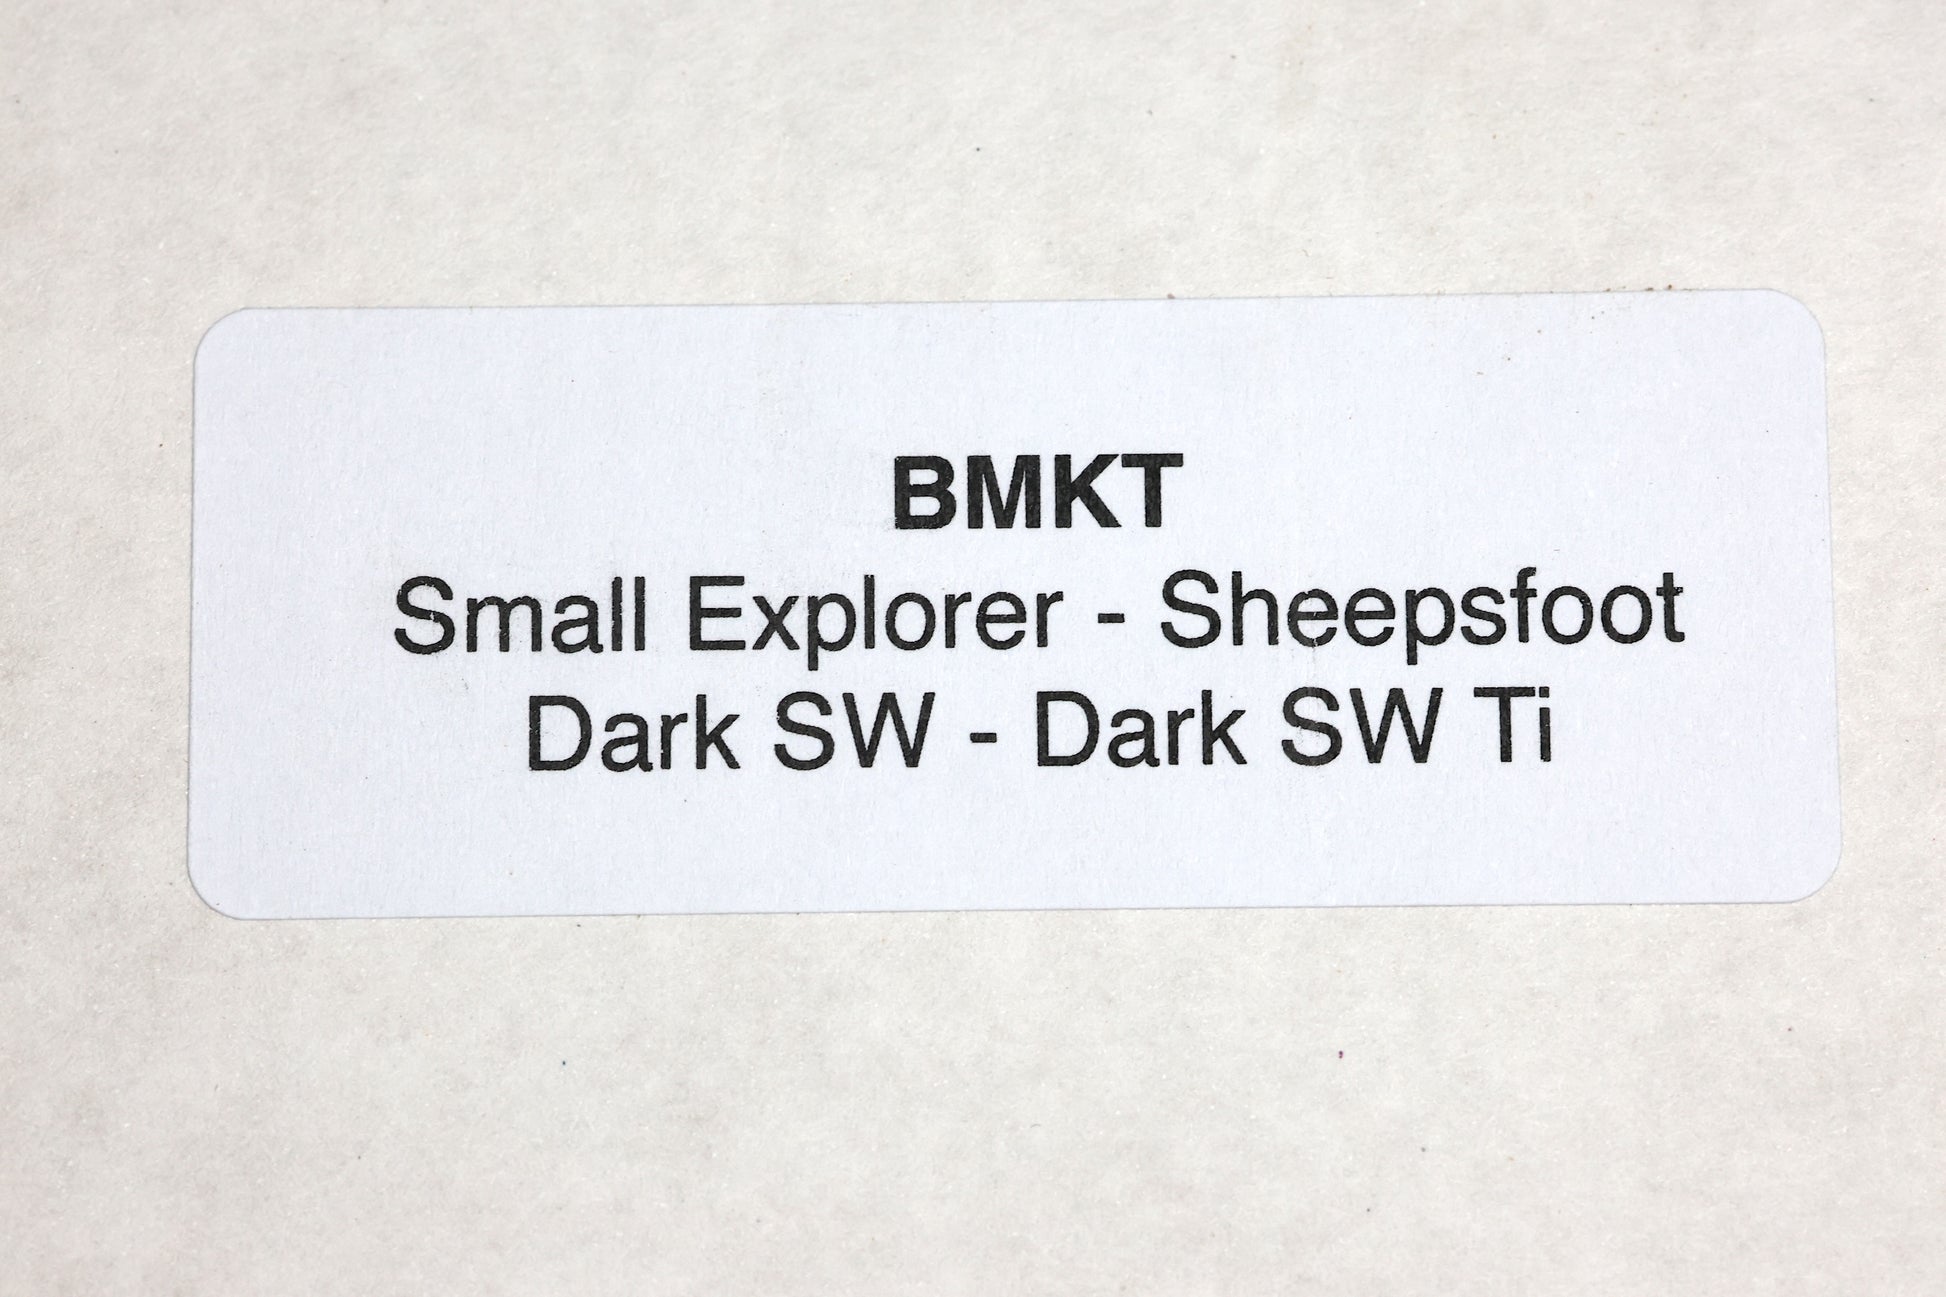 BMKT
Small Explorer - Sheepsfoot
Dark SW - Dark SW Ti